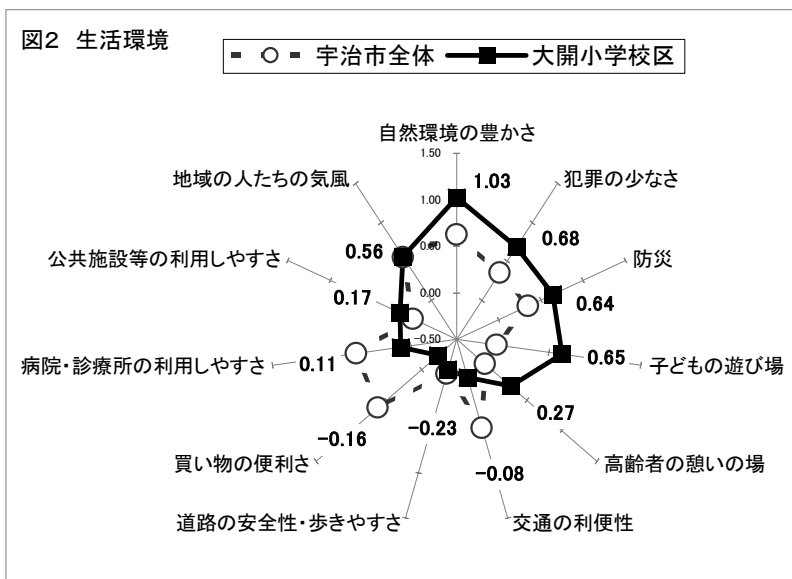 図2 生活環境
宇治市全体 大開小学校区
自然環境の豊かさ
1.50
地域の人たちの気風
犯罪の少なさ
1.03
1.00
0.68
0.56
0.50
公共施設等の利用しやすさ
防災
0.17
0.00
0.64
-0.50
0.65
病院・診療所の利用しやすさ
0.11
子どもの遊び場
0.27
-0.16
-0.23
買い物の便利さ
高齢者の憩いの場
-0.08
道路の安全性・歩きやすさ
交通の利便性